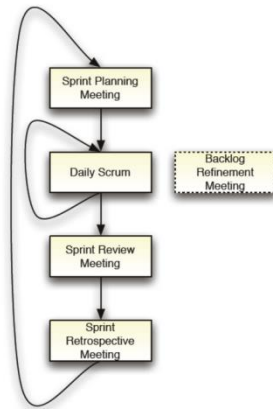 Sprint Planning
Meeting
Daily Scrum
Backlog
Refinement
Meeting
Sprint Review
Meeting
Sprint
Retrospective
Meeting